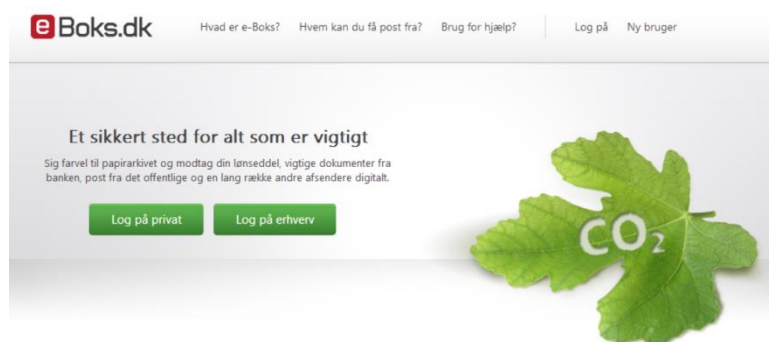 e Boks.dk
Hvad er e-Boks? Hvem kan du få post fra? Brug for hjælp? Log på Ny bruger
Et sikkert sted for alt som er vigtigt
Sig farvel til papirarkivet og modtag din lønseddel, vigtige dokumenter fra
banken, post fra det offentlige og en lang række andre afsendere digitalt.
Log på privat Log på erhverv
CO₂